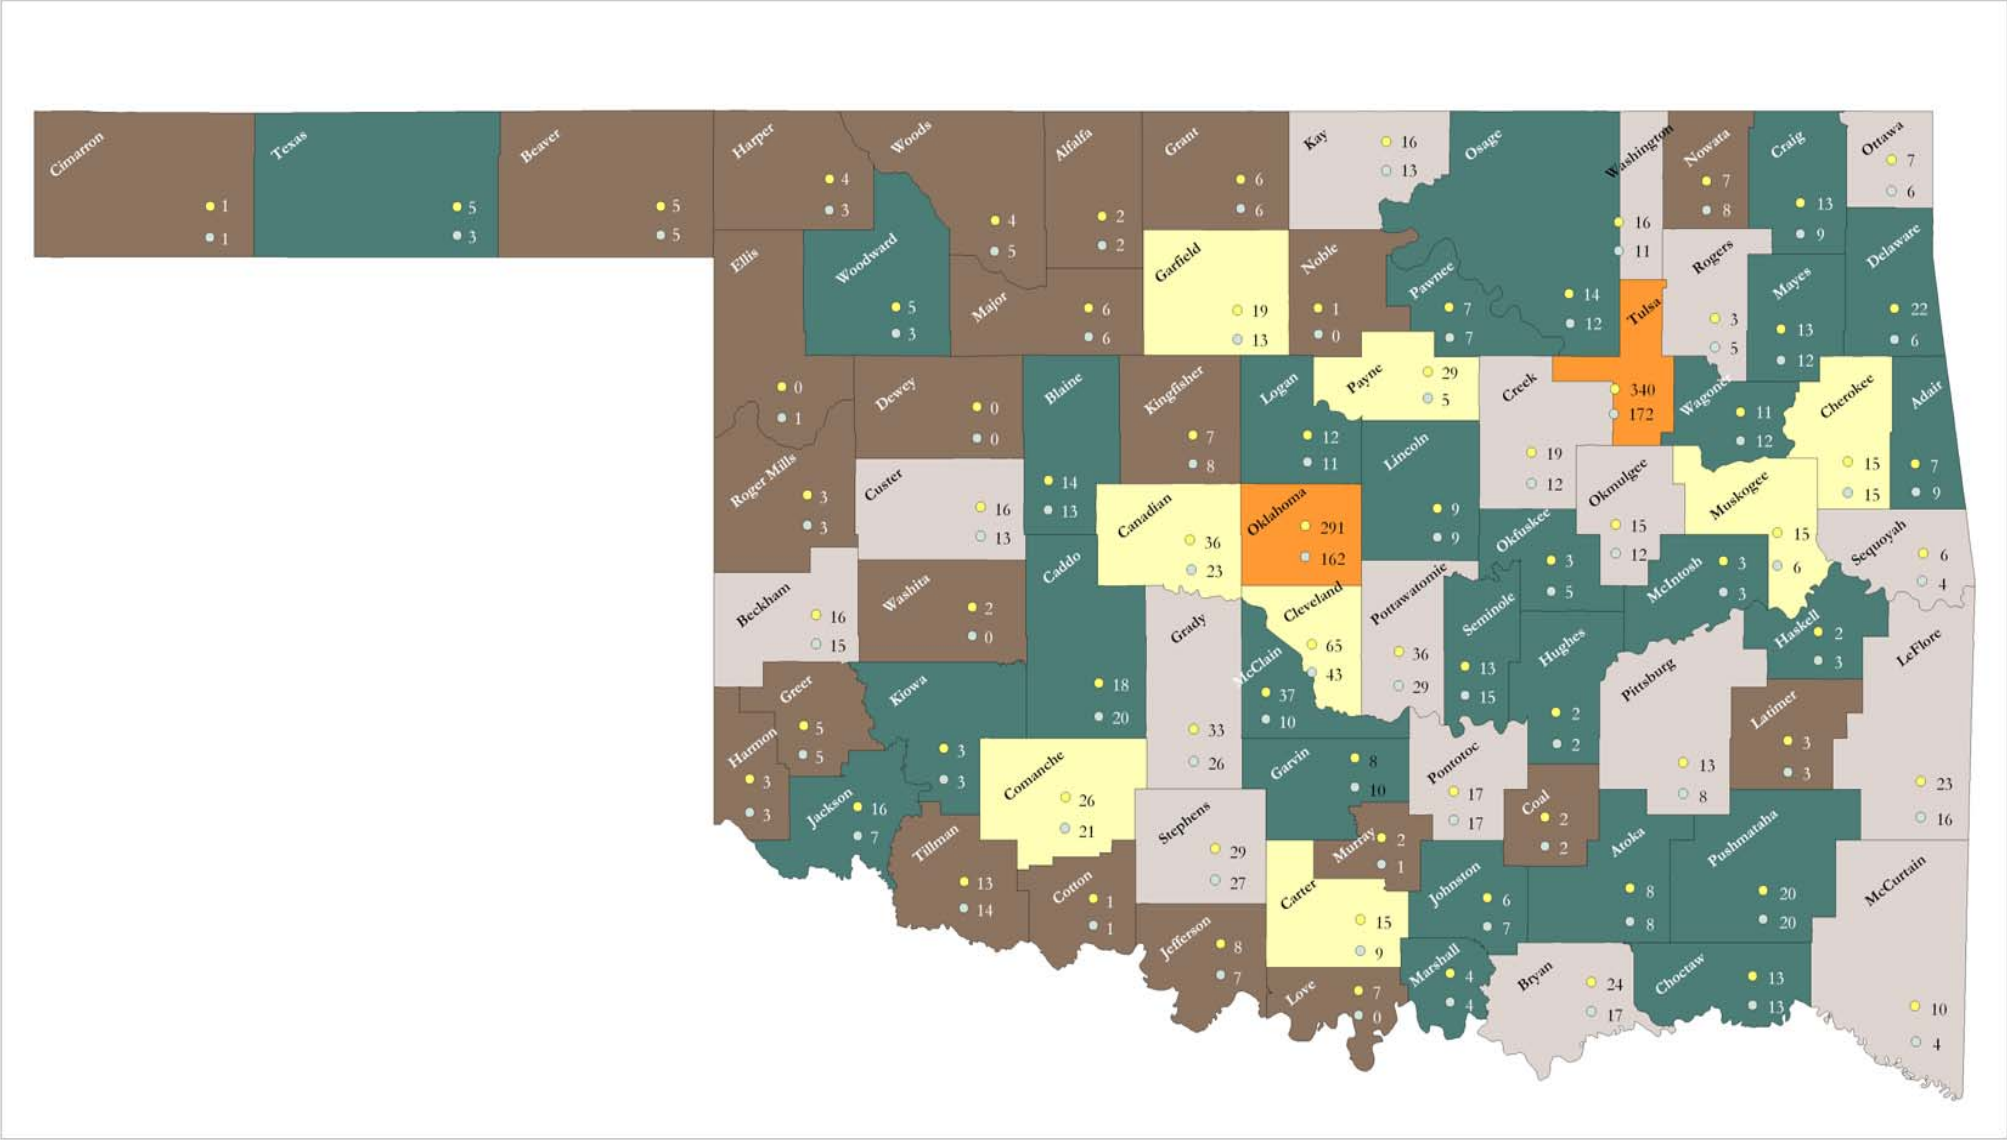 Cimarron
1
1
Texas
5
3
Beaver
5
5
Harper
4
3
Woods
4
5
Alfalfa
2
2
Grant
6
6
Kay
16
13
Osage
14
12
Washington
16
11
Nowata
7
8
Craig
13
9
Ottawa
7
6
Ellis
0
1
Woodward
5
3
Major
6
6
Garfield
19
13
Noble
1
0
Pawnee
7
7
Rogers
3
5
Mayes
13
12
Delaware
22
6
Tulsa
340
172
Dewey
0
0
Blaine
14
13
Kingfisher
7
8
Logan
12
11
Payne
29
5
Creek
19
12
Wagoner
11
12
Cherokee
15
15
Adair
7
9
Roger Mills
3
3
Custer
16
13
Canadian
36
23
Oklahoma
291
162
Lincoln
9
9
Okfuskee
3
5
Okmulgee
15
12
Muskogee
15
6
Sequoyah
6
4
Beckham
16
15
Washita
2
0
Caddo
18
20
Grady
33
26
Cleveland
65
43
McClain
37
10
Pottawatomie
36
29
Seminole
13
15
Hughes
2
2
McIntosh
3
3
Haskell
2
3
LeFlore
23
16
Pittsburg
13
8
Latimer
3
3
Greer
5
5
Kiowa
3
3
Harmon
3
3
Jackson
16
7
Comanche
26
21
Garvin
8
10
Pontotoc
17
17
Coal
2
2
Tillman
13
14
Cotton
1
1
Stephens
29
27
Murray
2
1
Carter
15
9
Johnston
6
7
Atoka
8
8
Pushmataha
20
20
McCurtain
10
4
Jefferson
8
7
Love
7
0
Marshall
4
4
Bryan
24
17
Choctaw
13
13